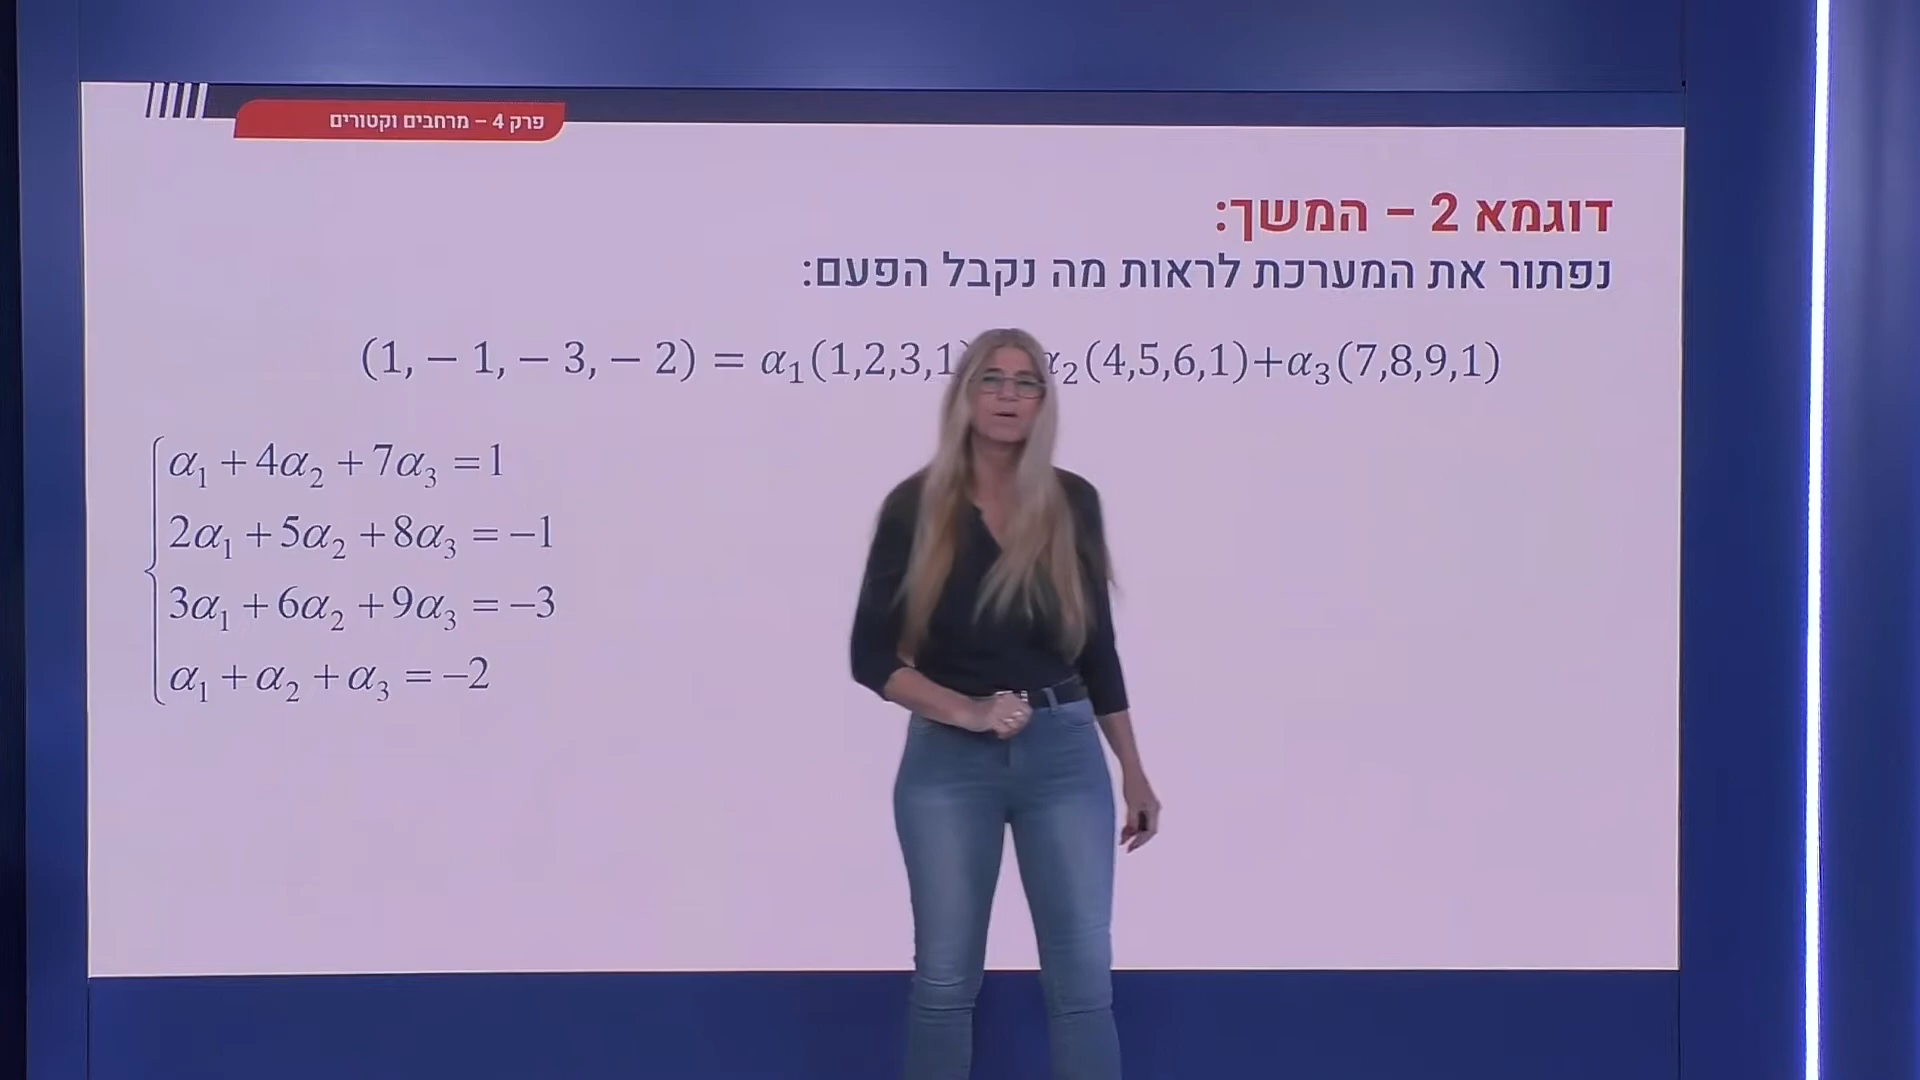 פרק 4 – מרחבים וקטורים
דוגמא 2 – המשך:
נפתור את המערכת לראות מה נקבל הפעם:
(1, − 1, − 3, − 2) = α₁(1,2,3,1 α₂(4,5,6,1)+α₃(7,8,9,1)
α₁ + 4α₂ + 7α₃ = 1
2α₁ + 5α₂ + 8α₃ = −1
3α₁ + 6α₂ + 9α₃ = −3
α₁ + α₂ + α₃ = −2